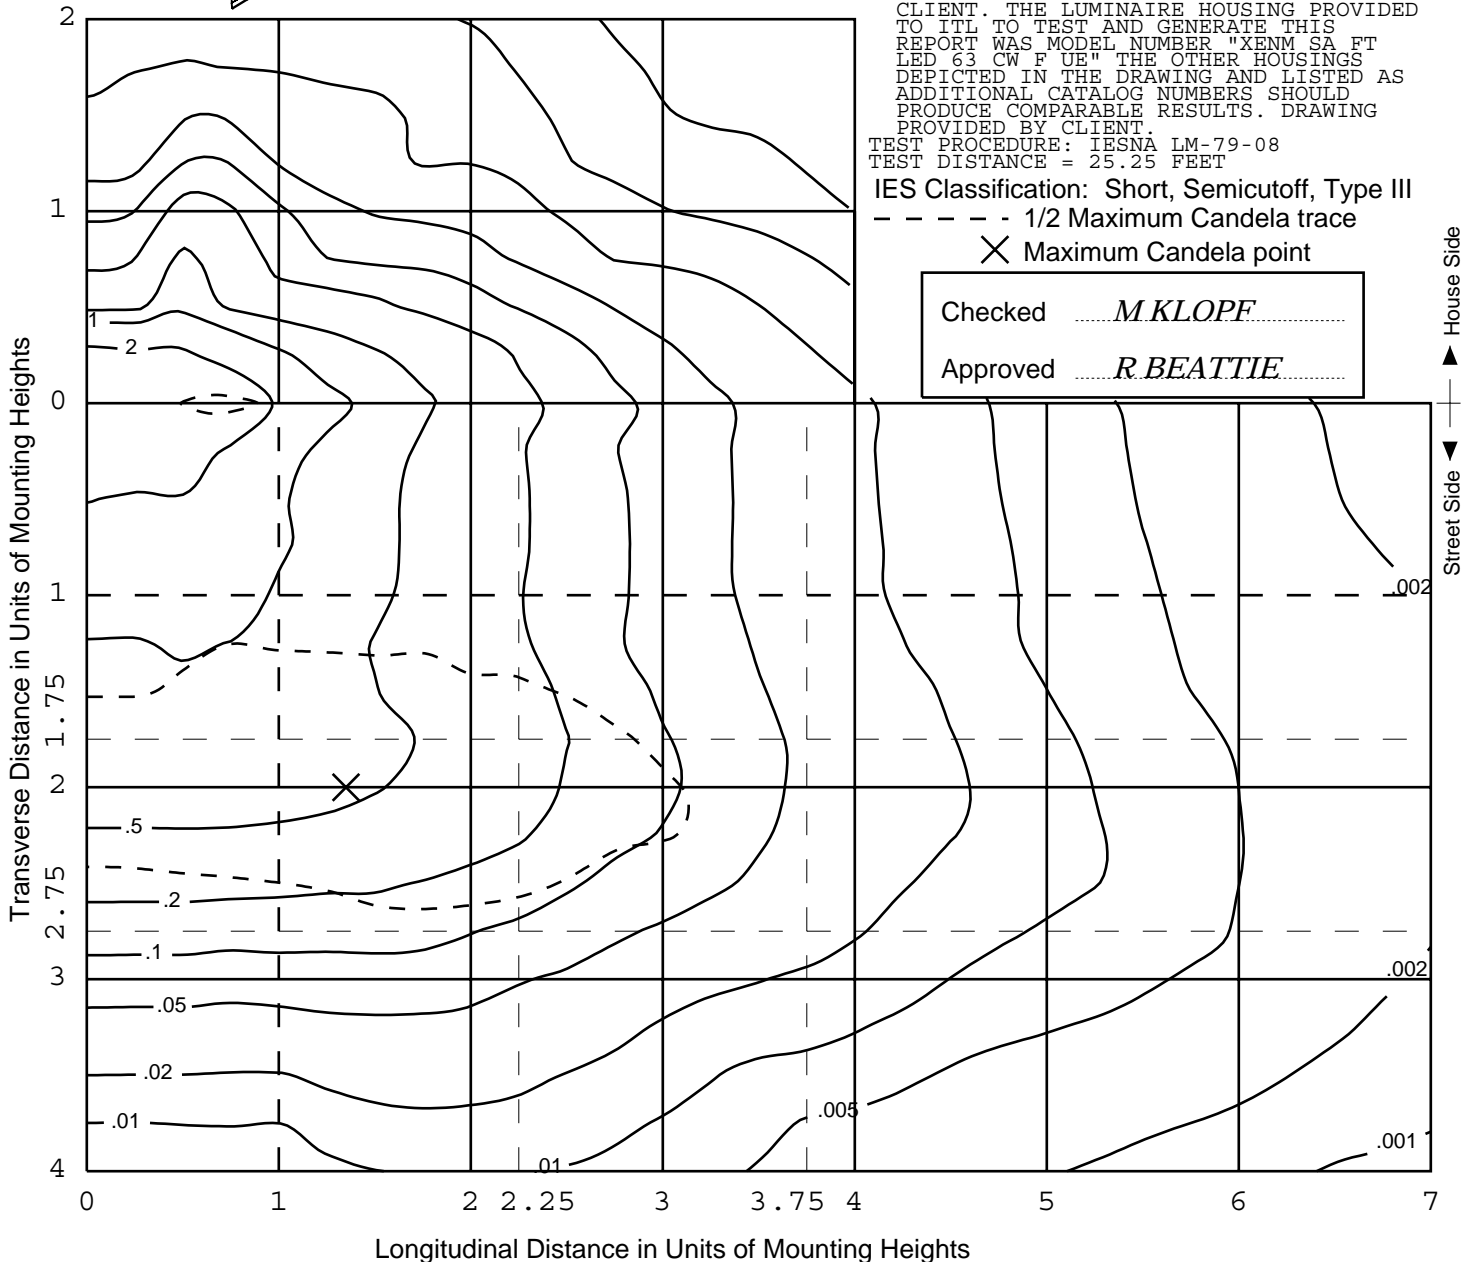 CLIENT. THE LUMINAIRE HOUSING PROVIDED
TO ITL TO TEST AND GENERATE THIS
REPORT WAS MODEL NUMBER "XENM SA FT
LED 63 CW F UE" THE OTHER HOUSINGS
DEPICTED IN THE DRAWING AND LISTED AS
ADDITIONAL CATALOG NUMBERS SHOULD
PRODUCE COMPARABLE RESULTS. DRAWING
PROVIDED BY CLIENT.
TEST PROCEDURE: IESNA LM-79-08
TEST DISTANCE = 25.25 FEET
IES Classification: Short, Semicutoff, Type III
1/2 Maximum Candela trace
Maximum Candela point
Checked M KLOPF
Approved R BEATTIE
House Side
Street Side
Transverse Distance in Units of Mounting Heights
2
1
0
1
1.75
2
2.75
3
4
1
2
.5
.2
.1
.05
.02
.01
.01
.005
.002
.002
.001
0 1 2 2.25 3 3.75 4 5 6 7
Longitudinal Distance in Units of Mounting Heights